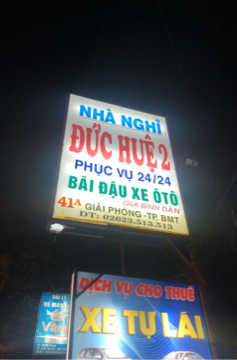 NHÀ NGHỈ
ĐỨC HUỆ 2
PHỤC VỤ 24/24
BÃI ĐẬU XE ÔTÔ
GIÁ BÌNH DÂN
41A GIẢI PHÓNG -TP. BMT
ĐT: 02623.513.513
DỊCH VỤ CHO THUÊ
XE TỰ LÁI